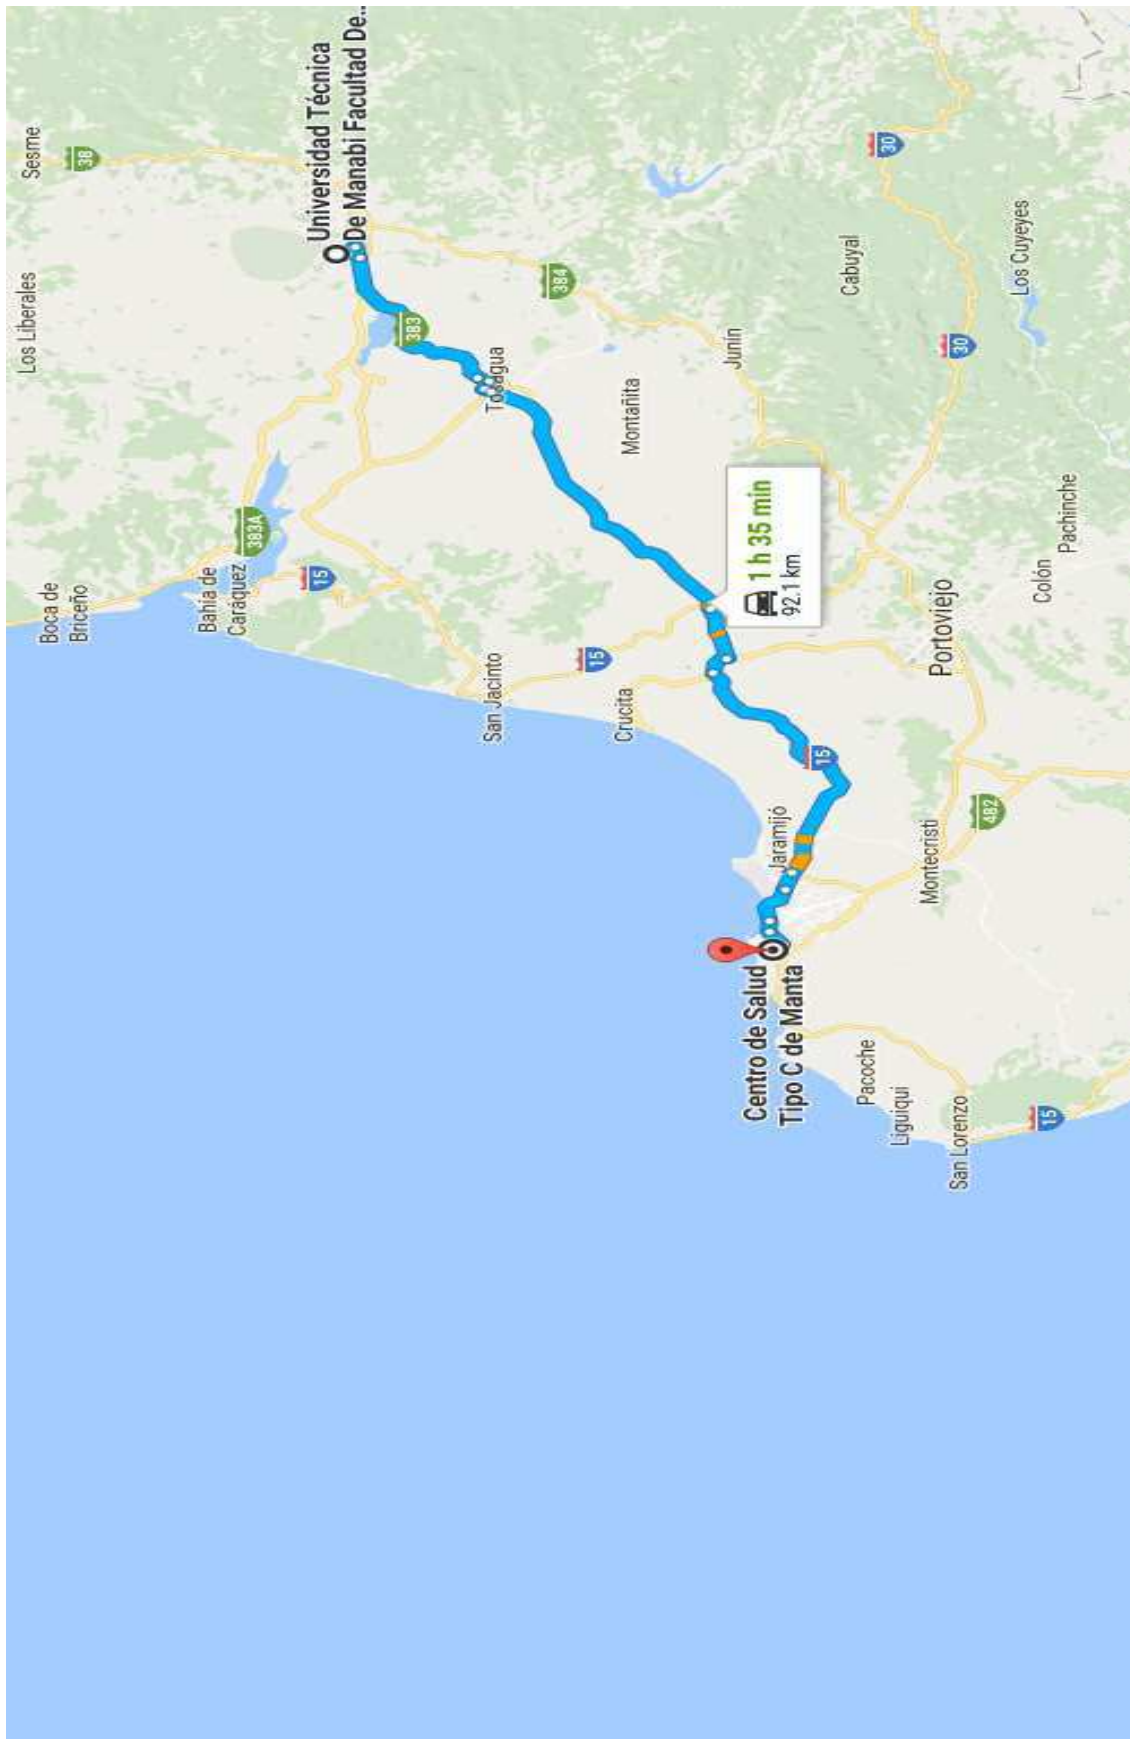 Los Liberales
Sesme
Boca de
Briceño
38
Bahía de
Caráquez
383A
15
Universidad Técnica
De Manabi Facultad De..
383
San Jacinto
Tosagua
384
15
Crucita
Montañita
Junín
Centro de Salud
Tipo C de Manta
Jaramijó
1 h 35 min
92.1 km
15
Cabuyal
Pacoche
30
Liguiqui
Montecristi
Portoviejo
San Lorenzo
30
482
Los Cuyeyes
Colón
15
Pachinche